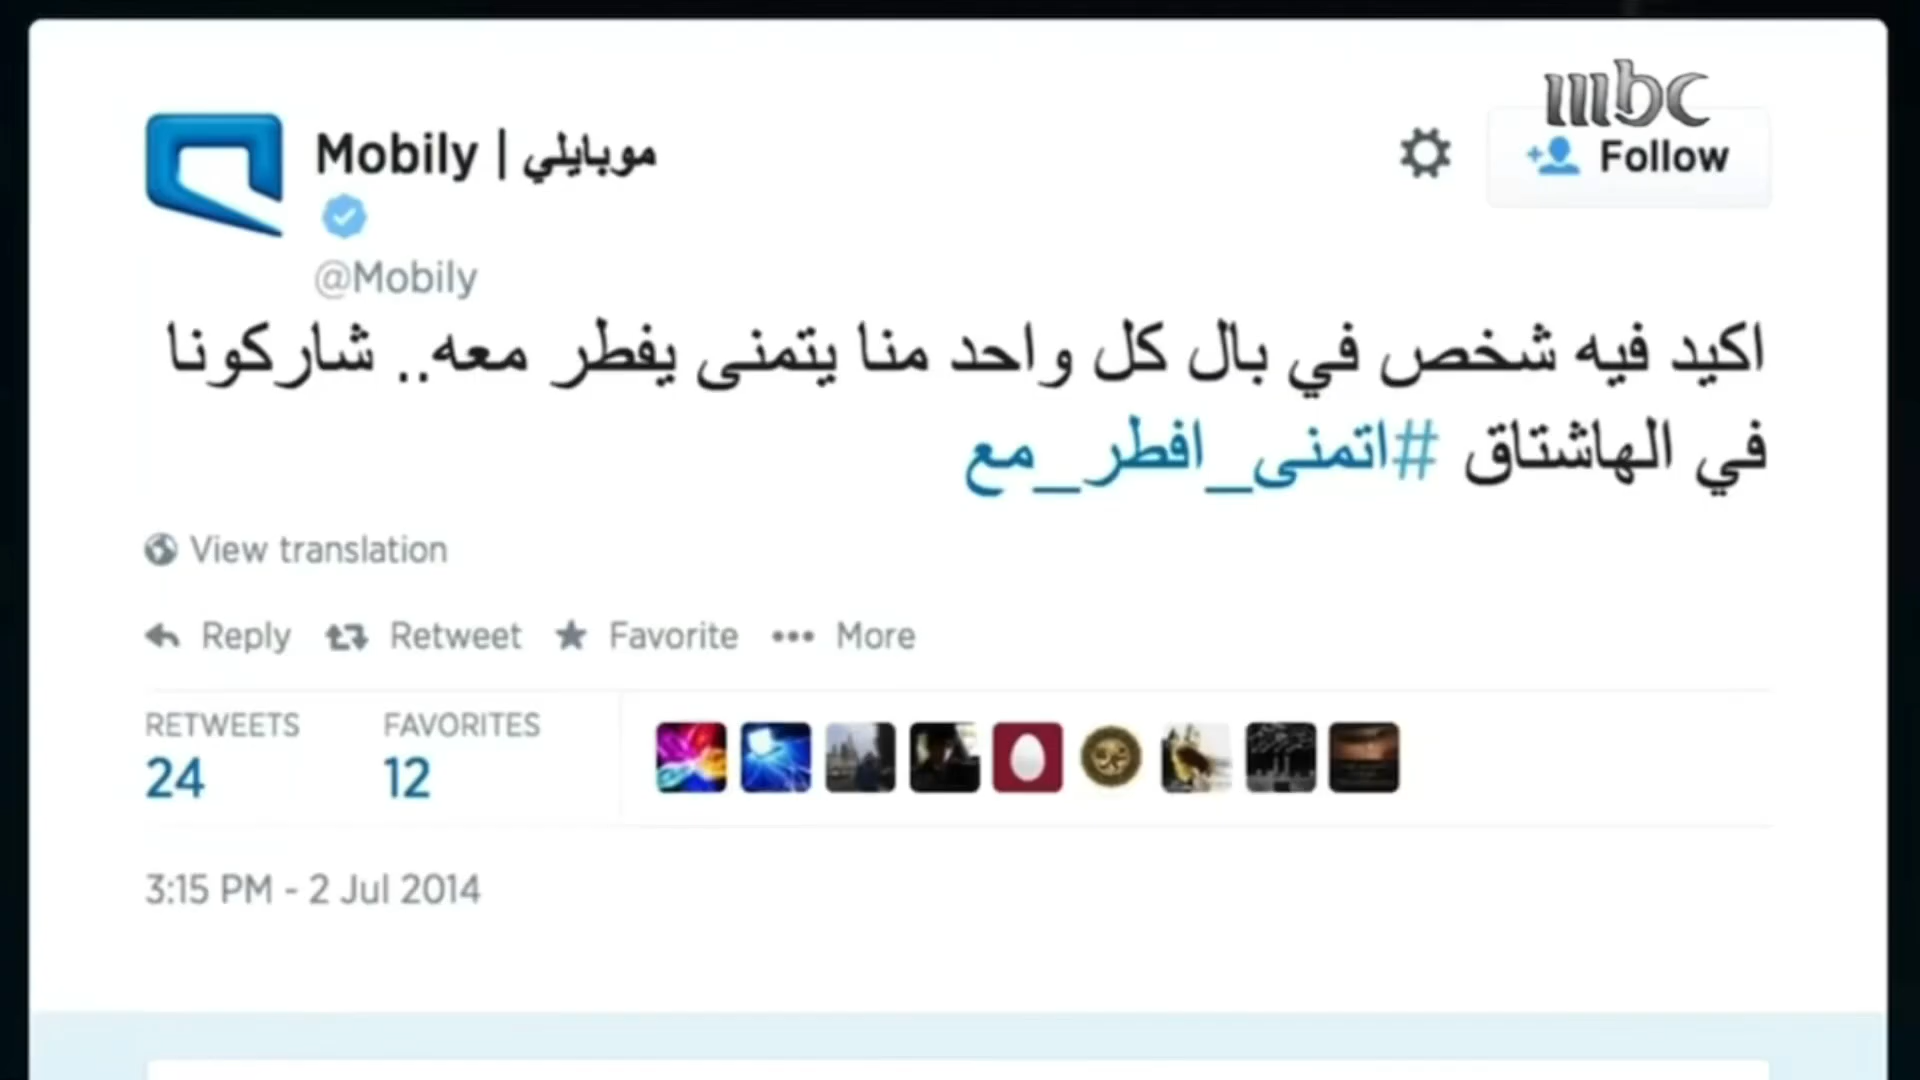 mbc
Mobily | موبايلي
Follow
@Mobily
اكيد فيه شخص في بال كل واحد منا يتمنى يفطر معه.. شاركونا
في الهاشتاق #اتمنى_افطر_مع
View translation
Reply Retweet Favorite More
RETWEETS FAVORITES
24 12
3:15 PM - 2 Jul 2014